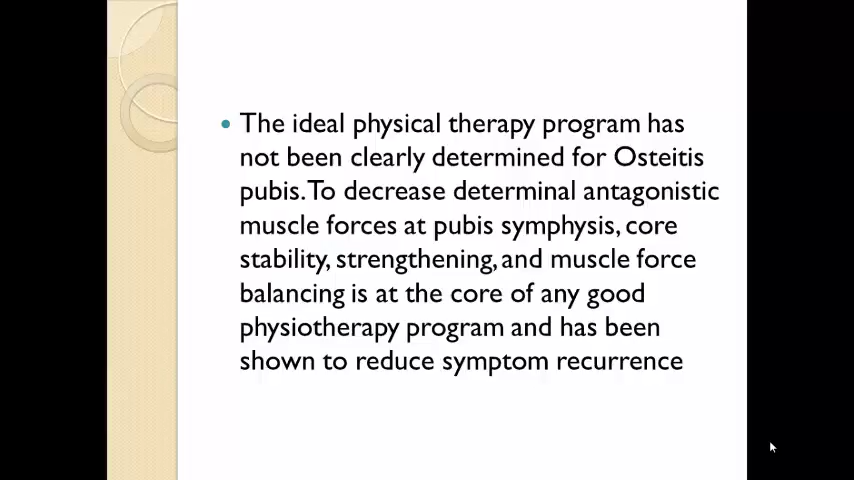 The ideal physical therapy program has
not been clearly determined for Osteitis
pubis. To decrease determinal antagonistic
muscle forces at pubis symphysis, core
stability, strengthening, and muscle force
balancing is at the core of any good
physiotherapy program and has been
shown to reduce symptom recurrence